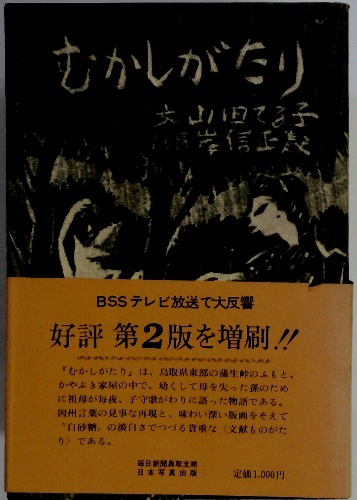 むかしがたり
文 山田てる子
岸信正義
BSSテレビ放送で大反響
好評 第2版を増刷!!
『むかしがたり』は、鳥取県東部の蒲生峠のふもと、
かやぶき家屋の中で、幼くして母を失った孫のため
に祖母が毎夜、子守歌がわりに語った物語である。
因州言葉の見事な再現と、味わい深い版画をそえて
〝白砂糖〟の淡白さでつづる貴重な〈文献ものがた
り〉である。
毎日新聞鳥取支局
日本写真出版
定価1,000円